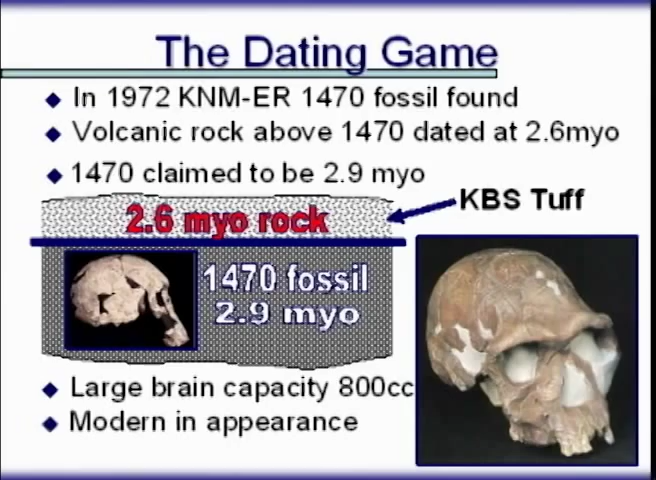 The Dating Game
In 1972 KNM-ER 1470 fossil found
Volcanic rock above 1470 dated at 2.6myo
1470 claimed to be 2.9 myo
KBS Tuff
2.6 myo rock
1470 fossil
2.9 myo
Large brain capacity 800cc
Modern in appearance